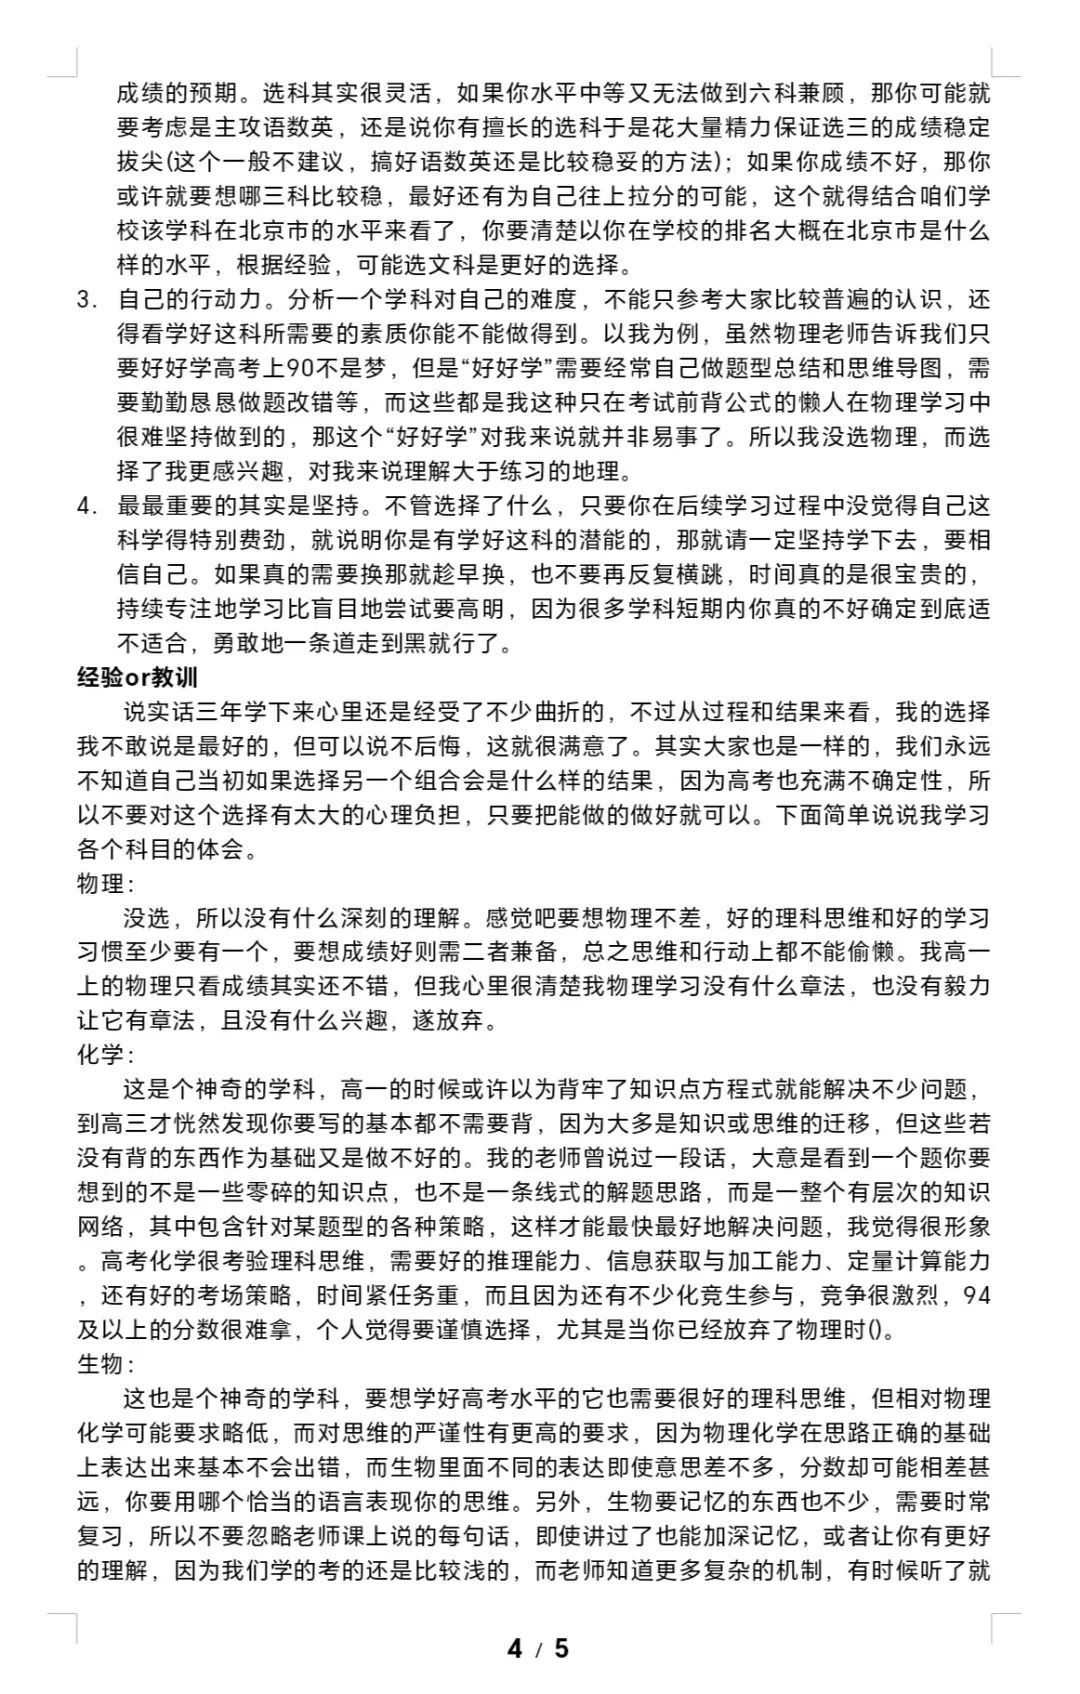 成绩的预期。选科其实很灵活，如果你水平中等又无法做到六科兼顾，那你可能就
要考虑是主攻语数英，还是说你有擅长的选科于是花大量精力保证选三的成绩稳定
拔尖(这个一般不建议，搞好语数英还是比较稳妥的方法)；如果你成绩不好，那你
或许就要想哪三科比较稳，最好还有为自己往上拉分的可能，这个就得结合咱们学
校该学科在北京市的水平来看了，你要清楚以你在学校的排名大概在北京市是什么
样的水平，根据经验，可能选文科是更好的选择。
3. 自己的行动力。分析一个学科对自己的难度，不能只参考大家比较普遍的认识，还
得看学好这科所需要的素质你能不能做得到。以我为例，虽然物理老师告诉我们只
要好好学高考上90不是梦，但是“好好学”需要经常自己做题型总结和思维导图，需
要勤勤恳恳做题改错等，而这些都是我这种只在考试前背公式的懒人在物理学习中
很难坚持做到的，那这个“好好学”对我来说就并非易事了。所以我没选物理，而选
择了我更感兴趣，对我来说理解大于练习的地理。
4. 最最重要的其实是坚持。不管选择了什么，只要你在后续学习过程中没觉得自己这
科学得特别费劲，就说明你是有学好这科的潜能的，那就请一定坚持学下去，要相
信自己。如果真的需要换那就趁早换，也不要再反复横跳，时间真的是很宝贵的，
持续专注地学习比盲目地尝试要高明，因为很多学科短期内你真的不好确定到底适
不适合，勇敢地一条道走到黑就行了。
经验or教训
说实话三年学下来心里还是经受了不少曲折的，不过从过程和结果来看，我的选择
我不敢说是最好的，但可以说不后悔，这就很满意了。其实大家也是一样的，我们永远
不知道自己当初如果选择另一个组合会是什么样的结果，因为高考也充满不确定性，所
以不要对这个选择有太大的心理负担，只要把能做的做好就可以。下面简单说说我学习
各个科目的体会。
物理：
没选，所以没有什么深刻的理解。感觉吧要想物理不差，好的理科思维和好的学习
习惯至少要有一个，要想成绩好则需二者兼备，总之思维和行动上都不能偷懒。我高一
上的物理只看成绩其实还不错，但我心里很清楚我物理学习没有什么章法，也没有毅力
让它有章法，且没有什么兴趣，遂放弃。
化学：
这是个神奇的学科，高一的时候或许以为背牢了知识点方程式就能解决不少问题，
到高三才恍然发现你要写的基本都不需要背，因为大多是知识或思维的迁移，但这些若
没有背的东西作为基础又是做不好的。我的老师曾说过一段话，大意是看到一个题你要
想到的不是一些零碎的知识点，也不是一条线式的解题思路，而是一整个有层次的知识
网络，其中包含针对某题型的各种策略，这样才能最快最好地解决问题，我觉得很形象
。高考化学很考验理科思维，需要好的推理能力、信息获取与加工能力、定量计算能力
，还有好的考场策略，时间紧任务重，而且因为还有不少化竞生参与，竞争很激烈，94
及以上的分数很难拿，个人觉得要谨慎选择，尤其是当你已经放弃了物理时()。
生物：
这也是个神奇的学科，要想学好高考水平的它也需要很好的理科思维，但相对物理
化学可能要求略低，而对思维的严谨性有更高的要求，因为物理化学在思路正确的基础
上表达出来基本不会出错，而生物里面不同的表达即使意思差不多，分数却可能相差甚
远，你要用哪个恰当的语言表现你的思维。另外，生物要记忆的东西也不少，需要时常
复习，所以不要忽略老师课上说的每句话，即使讲过了也能加深记忆，或者让你有更好
的理解，因为我们学的考的还是比较浅的，而老师知道更多复杂的机制，有时候听了就
4 / 5